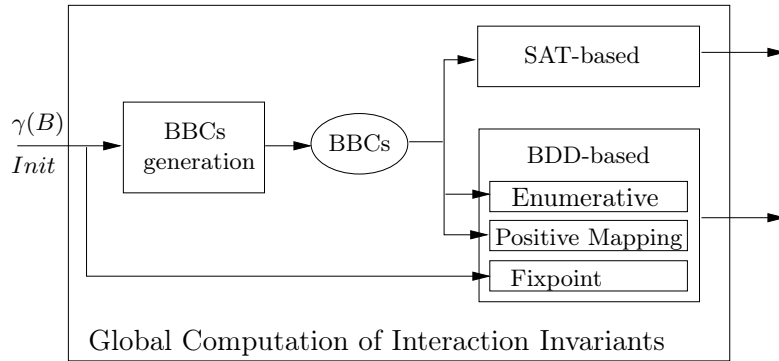 γ(B)
Init
BBCs
generation
BBCs
SAT-based
BDD-based
Enumerative
Positive Mapping
Fixpoint
Global Computation of Interaction Invariants